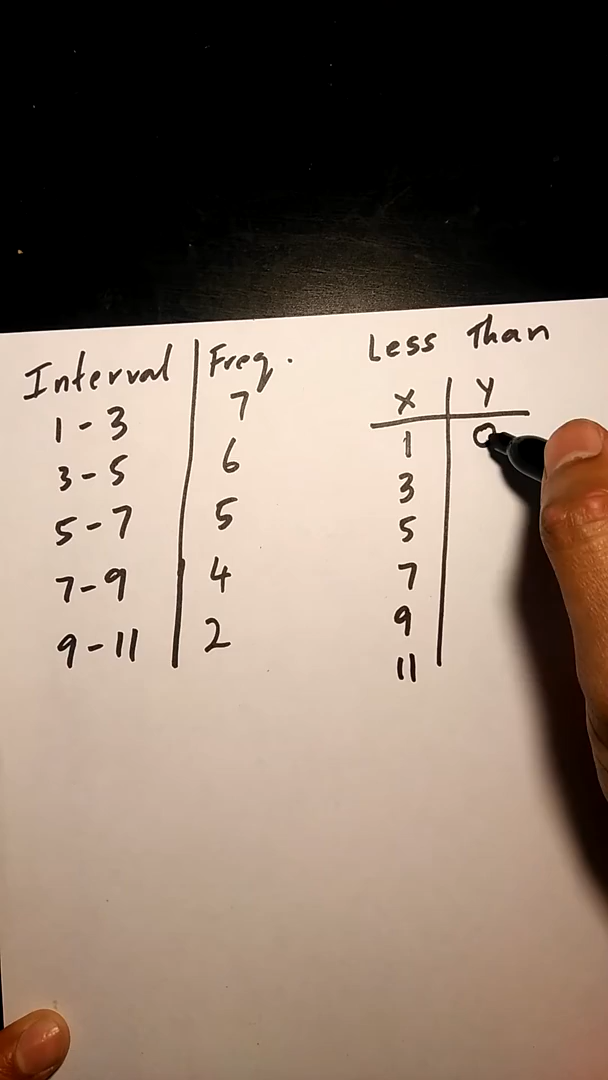 Interval | Freq.
1 - 3 | 7
3 - 5 | 6
5 - 7 | 5
7 - 9 | 4
9 - 11 | 2
Less Than
X | Y
1 | 0
3
5
7
9
11